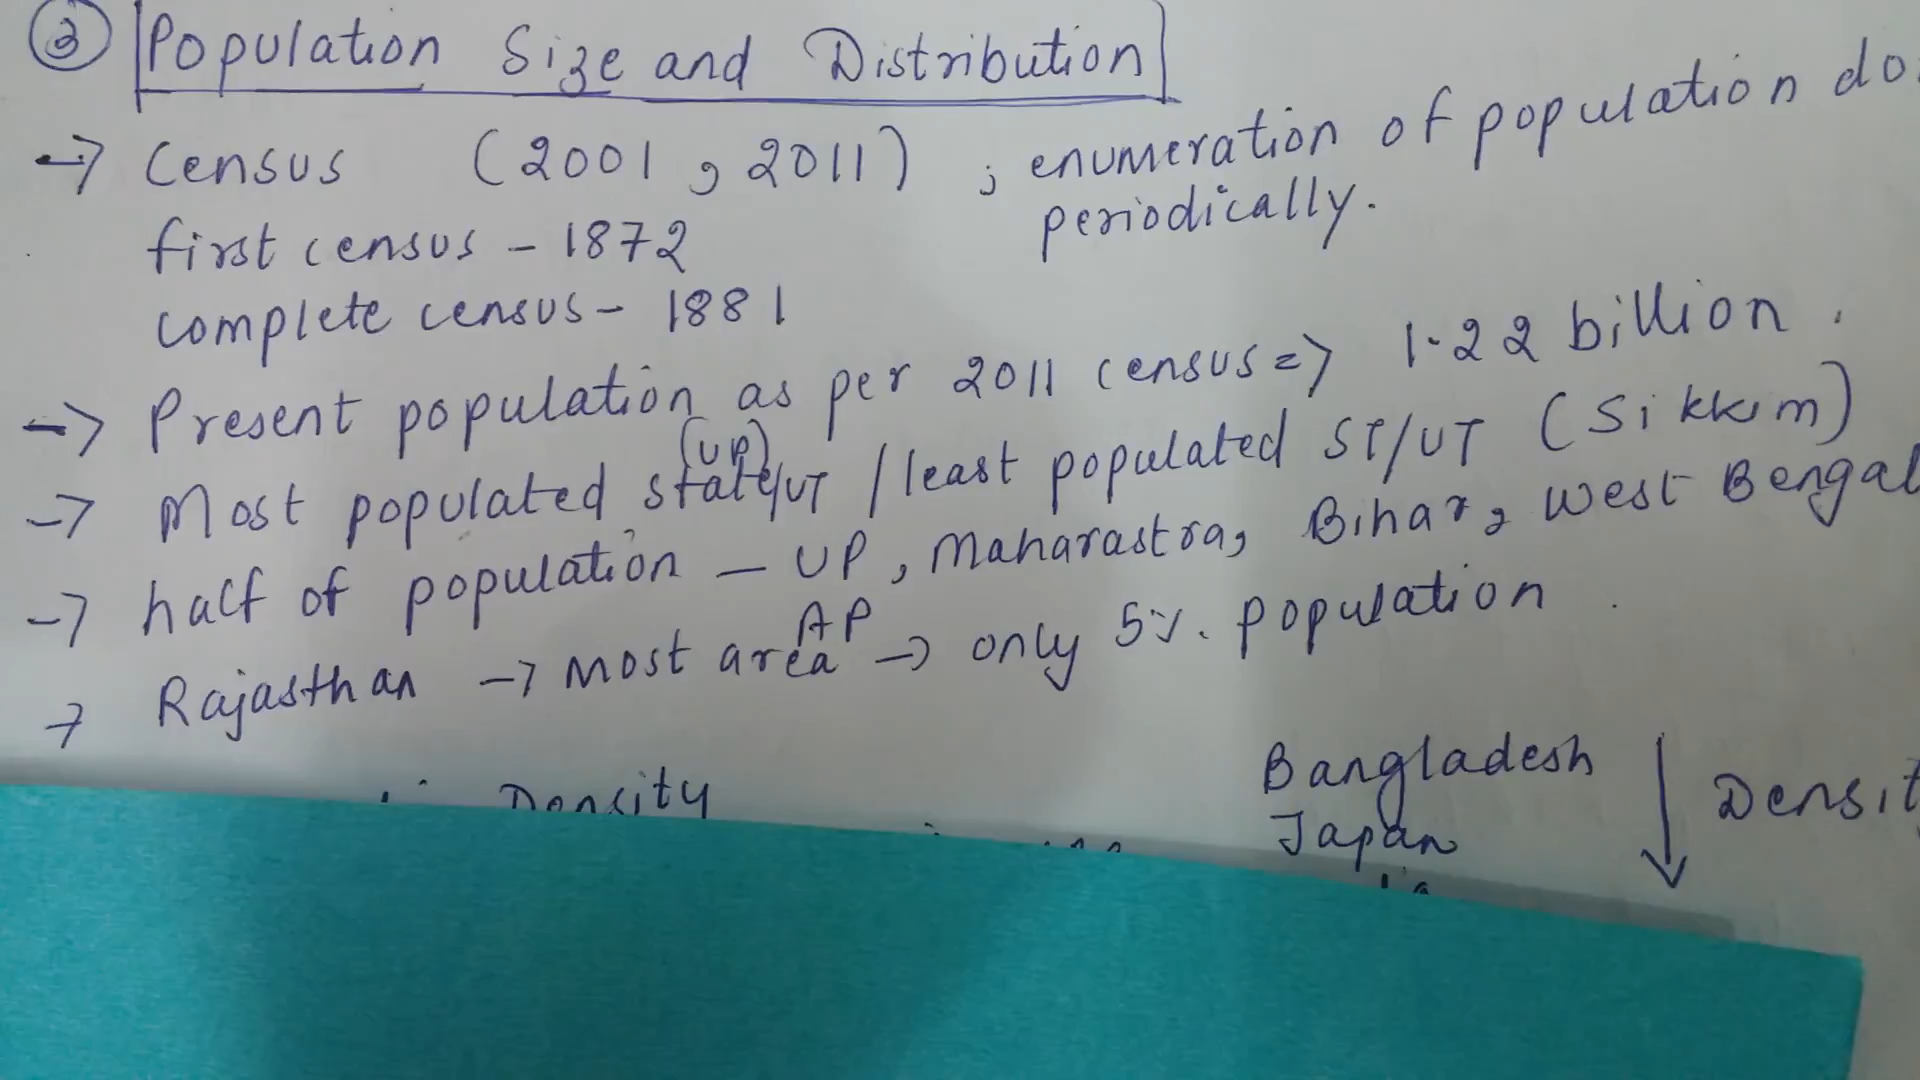 3 Population Size and Distribution
→ Census (2001, 2011) ; enumeration of population
periodically.
first census - 1872
complete census - 1881
→ Present population as per 2011 census => 1.22 billion.
(UP)
→ Most populated state/UT / least populated ST/UT (Sikkim)
→ half of population - UP, Maharastra, Bihar, West Bengal
AP
→ Rajasthan → most area → only 5%. population
Density
Bangladesh
Japan
↓ Densit